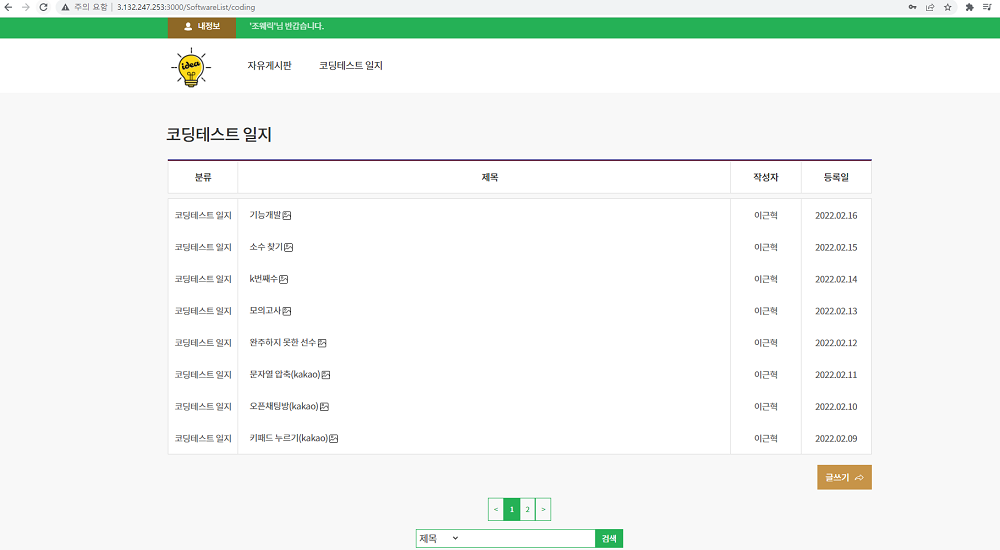 주의 요함 3.132.247.253:3000/SoftwareList/coding
내정보 '조웨릭'님 반갑습니다.
idea
자유게시판 코딩테스트 일지
코딩테스트 일지
분류 제목 작성자 등록일
코딩테스트 일지 기능개발 이근혁 2022.02.16
코딩테스트 일지 소수 찾기 이근혁 2022.02.15
코딩테스트 일지 k번째수 이근혁 2022.02.14
코딩테스트 일지 모의고사 이근혁 2022.02.13
코딩테스트 일지 완주하지 못한 선수 이근혁 2022.02.12
코딩테스트 일지 문자열 압축(kakao) 이근혁 2022.02.11
코딩테스트 일지 오픈채팅방(kakao) 이근혁 2022.02.10
코딩테스트 일지 키패드 누르기(kakao) 이근혁 2022.02.09
글쓰기
< 1 2 >
제목 검색